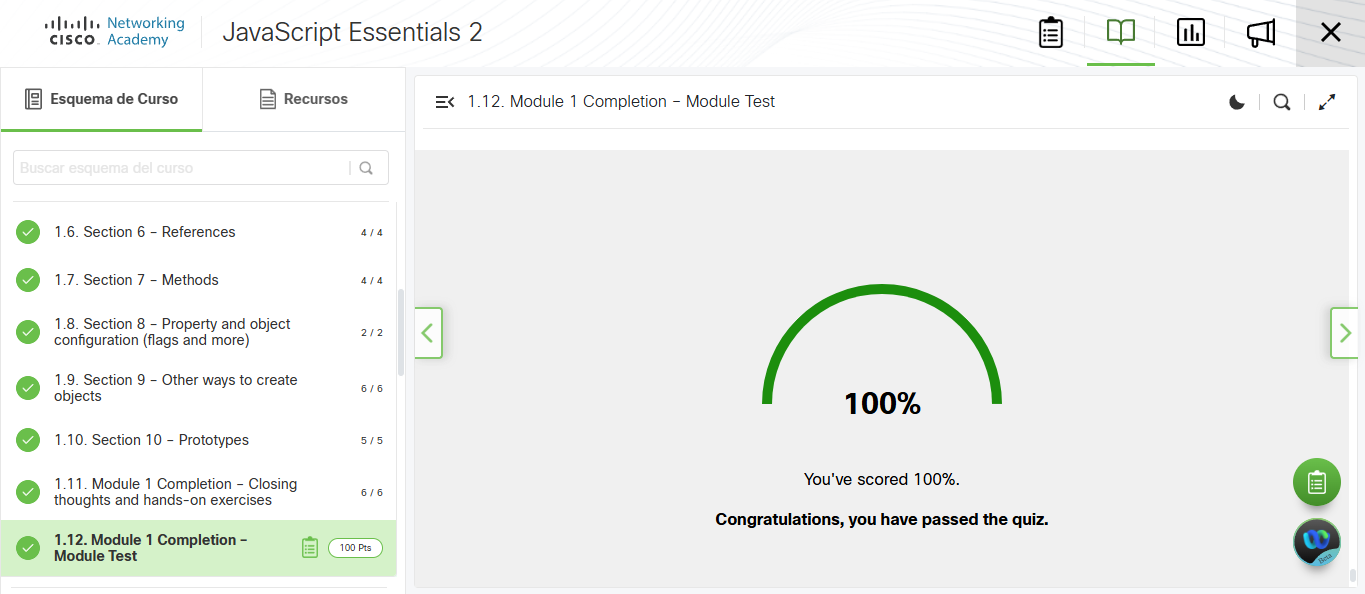 Networking
CISCO Academy
JavaScript Essentials 2
Esquema de Curso
Recursos
Buscar esquema del curso
1.6. Section 6 – References 4 / 4
1.7. Section 7 – Methods 4 / 4
1.8. Section 8 – Property and object
configuration (flags and more) 2 / 2
1.9. Section 9 – Other ways to create
objects 6 / 6
1.10. Section 10 – Prototypes 5 / 5
1.11. Module 1 Completion – Closing
thoughts and hands-on exercises 6 / 6
1.12. Module 1 Completion –
Module Test 100 Pts
1.12. Module 1 Completion – Module Test
100%
You've scored 100%.
Congratulations, you have passed the quiz.
Beta